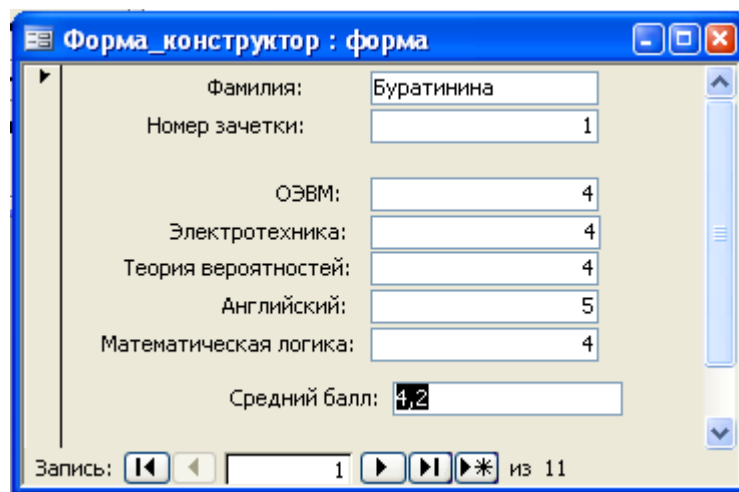 Форма_конструктор : форма
Фамилия: Буратинина
Номер зачетки: 1
ОЭВМ: 4
Электротехника: 4
Теория вероятностей: 4
Английский: 5
Математическая логика: 4
Средний балл: 4,2
Запись: 1 из 11